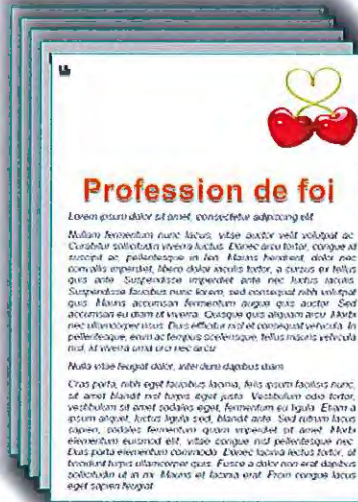 Profession de foi
Lorem ipsum dolor sit amet, consectetur adipiscing elit
Nullam fermentum nunc lacus, vitae auctor velit volutpat ac.
Curabitur sollicitudin viverra luctus. Donec arcu tortor, congue id
suscipit ac, pellentesque in leo. Mauris hendrerit, dolor nec
convallis imperdiet, libero dolor iaculis tortor, a cursus ex tellus
quis ante. Suspendisse imperdiet ante nec luctus iaculis.
Suspendisse faucibus nunc lorem, sed consequat nibh volutpat
quis. Mauris accumsan fermentum augue quis auctor. Sed
accumsan eu diam ut viverra. Quisque quis aliquam arcu. Morbi
nec ullamcorper risus. Duis efficitur nisl et consequat vehicula. In
pellentesque, enim ac tempus scelerisque, tellus mauris vehicula
nisl, id viverra urna orci nec arcu.
Nulla vitae feugiat dolor, interdum dapibus diam.
Cras porta, nibh eget faucibus lacinia, felis ipsum facilisis nunc,
sit amet blandit nisl turpis eget justo. Vestibulum odio tortor,
vestibulum sit amet sodales eget, fermentum eu ligula. Etiam a
ipsum aliquet, luctus ligula sed, blandit ante. Sed rutrum lacus
sapien, sodales fermentum quam imperdiet sit amet. Morbi
elementum euismod elit, vitae congue nisl pellentesque nec.
Duis porta elementum commodo. Donec lacinia lectus tortor, at
tincidunt turpis ullamcorper quis. Fusce a dolor non erat dapibus
sollicitudin ut in mi. Mauris et lacinia erat. Proin congue lacus
eget sapien feugiat